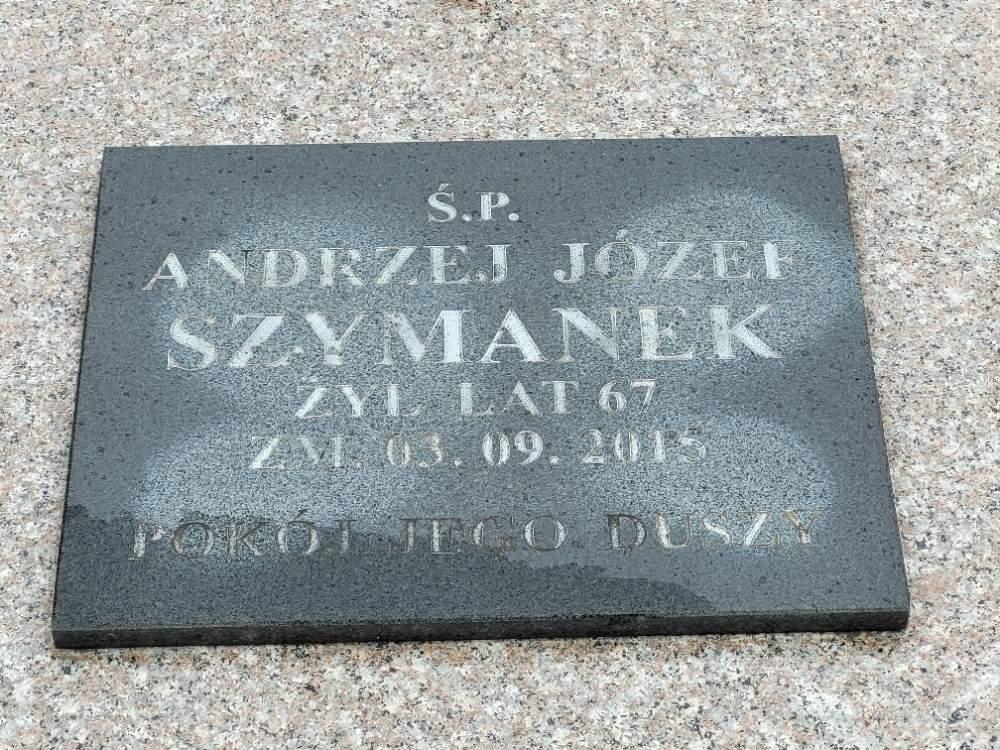 Ś.P.
ANDRZEJ JÓZEF
SZYMANEK
ŻYŁ LAT 67
ZM. 03. 09. 2015
POKÓJ JEGO DUSZY